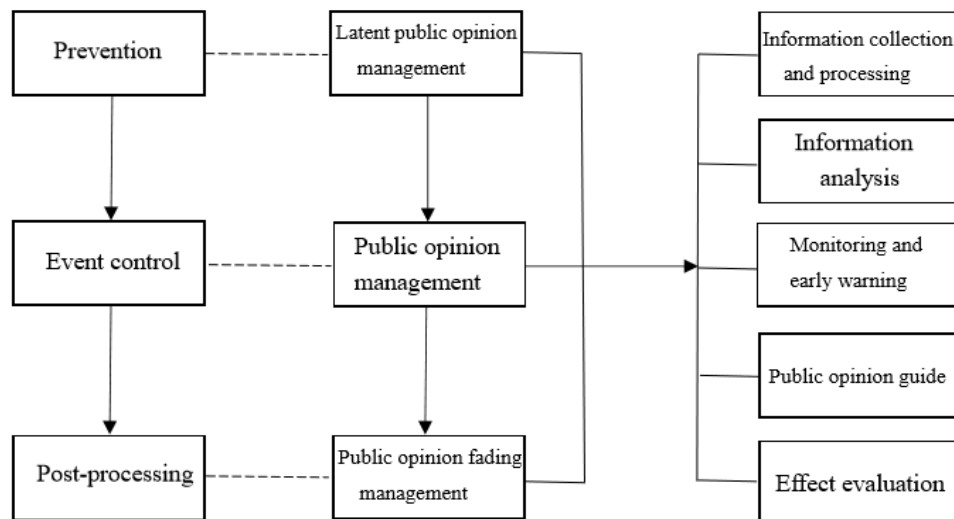 Prevention
Latent public opinion
management
Information collection
and processing
Information
analysis
Event control
Public opinion
management
Monitoring and
early warning
Public opinion guide
Post-processing
Public opinion fading
management
Effect evaluation